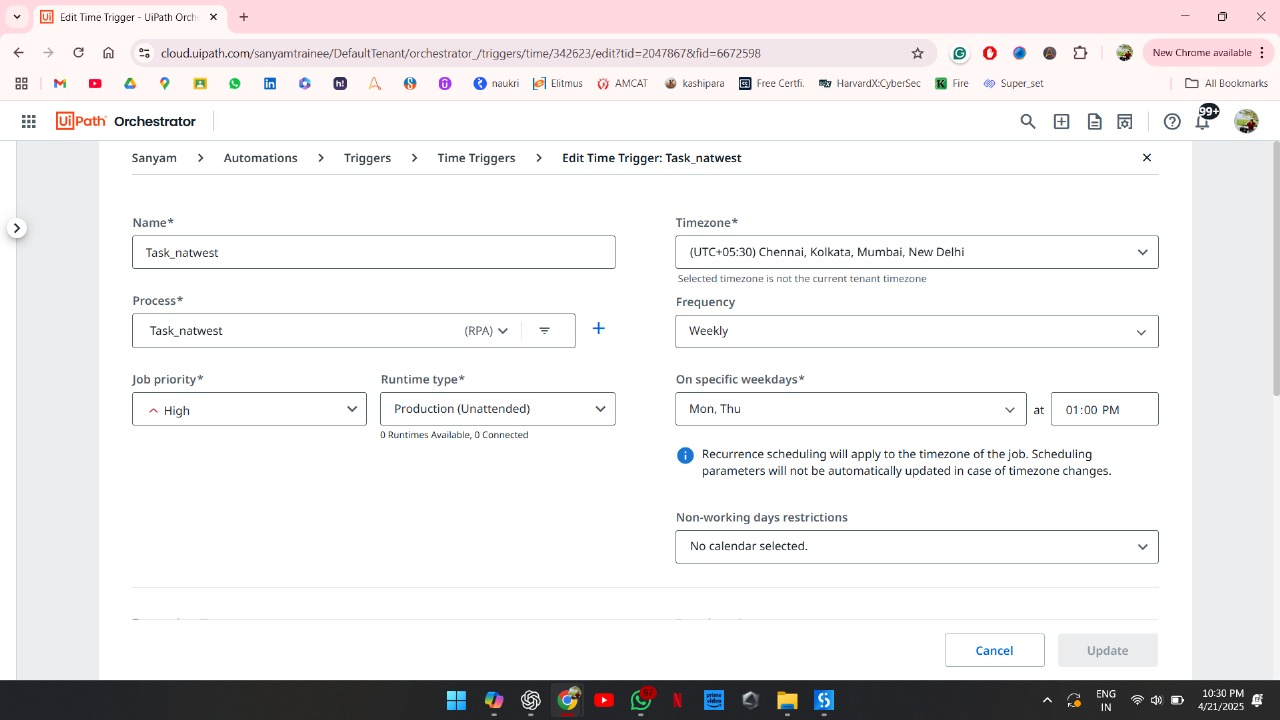 Edit Time Trigger - UiPath Orche
cloud.uipath.com/sanyamtrainee/DefaultTenant/orchestrator_/triggers/time/342623/edit?tid=2047867&fid=6672598
New Chrome available
naukri
Elitmus
AMCAT
kashipara
Free Certh.
HarvardX:CyberSec
Fire
Super_set
All Bookmarks
UiPath Orchestrator
99+
Sanyam > Automations > Triggers > Time Triggers > Edit Time Trigger: Task_natwest
Name*
Task_natwest
Timezone*
(UTC+05:30) Chennai, Kolkata, Mumbai, New Delhi
Selected timezone is not the current tenant timezone
Process*
Task_natwest (RPA)
Frequency
Weekly
Job priority*
High
Runtime type*
Production (Unattended)
0 Runtimes Available, 0 Connected
On specific weekdays*
Mon, Thu at 01:00 PM
Recurrence scheduling will apply to the timezone of the job. Scheduling
parameters will not be automatically updated in case of timezone changes.
Non-working days restrictions
No calendar selected.
Cancel
Update
ENG
IN
10:30 PM
4/21/2025